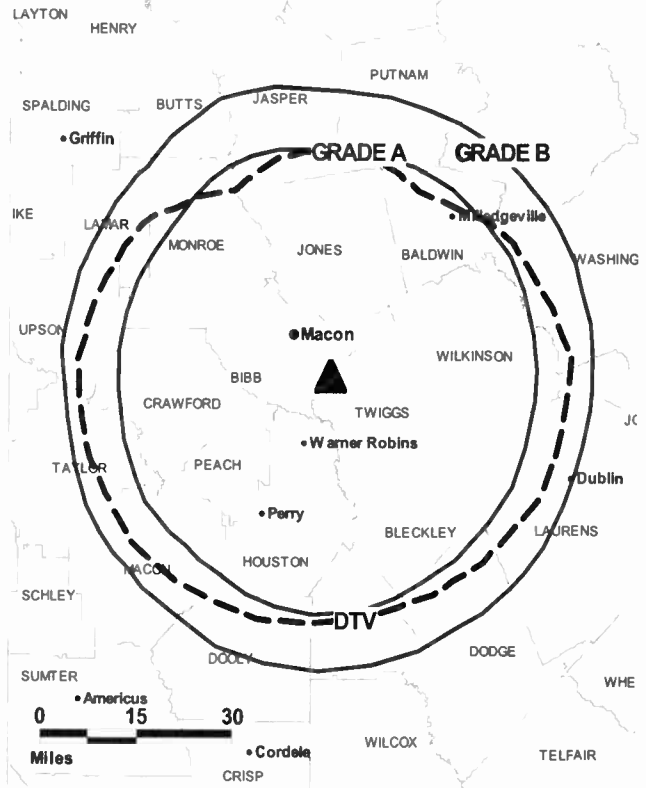 LAYTON
HENRY
PUTNAM
SPALDING
BUTTS
JASPER
Griffin
GRADE A
GRADE B
IKE
LAMAR
Milledgeville
MONROE
JONES
BALDWIN
WASHING
UPSON
Macon
WILKINSON
BIBB
CRAWFORD
TWIGGS
JO
Warner Robins
TAYLOR
PEACH
Dublin
Perry
BLECKLEY
LAURENS
HOUSTON
MACON
SCHLEY
DTV
DOOLY
DODGE
SUMTER
WHE
Americus
0 15 30
Miles
Cordele
WILCOX
TELFAIR
CRISP